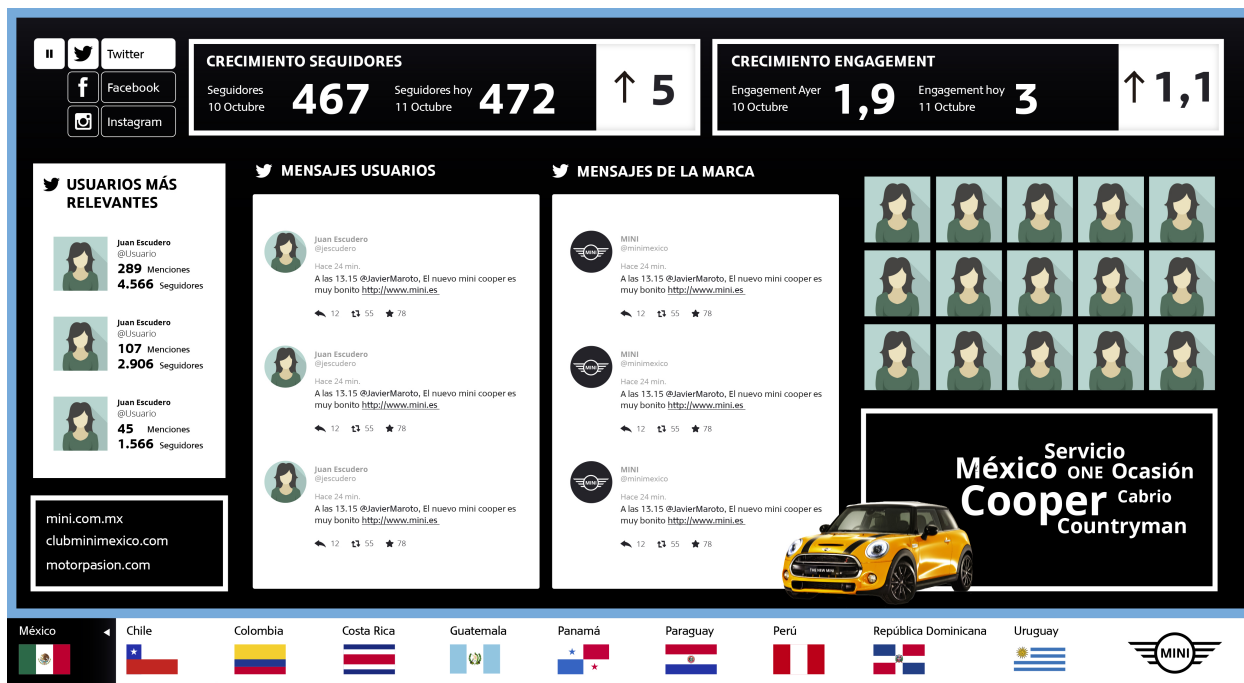 Twitter
Facebook
Instagram
CRECIMIENTO SEGUIDORES
Seguidores
10 Octubre
467
Seguidores hoy
11 Octubre
472
↑ 5
CRECIMIENTO ENGAGEMENT
Engagement Ayer
10 Octubre
1,9
Engagement hoy
11 Octubre
3
↑ 1,1
USUARIOS MÁS
RELEVANTES
Juan Escudero
@Usuario
289 Menciones
4.566 Seguidores
Juan Escudero
@Usuario
107 Menciones
2.906 Seguidores
Juan Escudero
@Usuario
45 Menciones
1.566 Seguidores
mini.com.mx
clubminimexico.com
motorpasion.com
MENSAJES USUARIOS
Juan Escudero
@jescudero
Hace 24 min.
A las 13.15 @JavierMaroto, El nuevo mini cooper es
muy bonito http://www.mini.es
12 55 78
Juan Escudero
@jescudero
Hace 24 min.
A las 13.15 @JavierMaroto, El nuevo mini cooper es
muy bonito http://www.mini.es
12 55 78
Juan Escudero
@jescudero
Hace 24 min.
A las 13.15 @JavierMaroto, El nuevo mini cooper es
muy bonito http://www.mini.es
12 55 78
MENSAJES DE LA MARCA
MINI
MINI
@minimexico
Hace 24 min.
A las 13.15 @JavierMaroto, El nuevo mini cooper es
muy bonito http://www.mini.es
12 55 78
MINI
MINI
@minimexico
Hace 24 min.
A las 13.15 @JavierMaroto, El nuevo mini cooper es
muy bonito http://www.mini.es
12 55 78
MINI
MINI
@minimexico
Hace 24 min.
A las 13.15 @JavierMaroto, El nuevo mini cooper es
muy bonito http://www.mini.es
12 55 78
Servicio
México ONE Ocasión
Cooper Cabrio
Countryman
THE NEW MINI
México
Chile
Colombia
Costa Rica
Guatemala
Panamá
Paraguay
Perú
República Dominicana
Uruguay
MINI